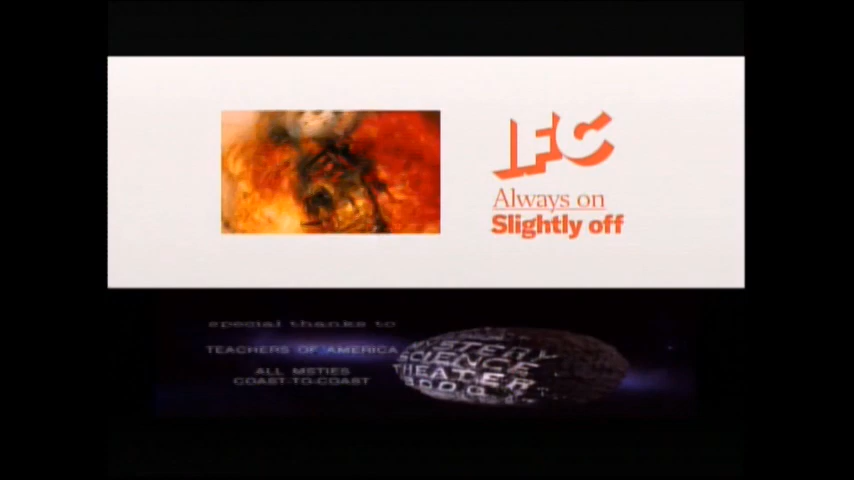 IFC
Always on
Slightly off
special thanks to
TEACHERS OF AMERICA
ALL MSTIES
COAST-TO-COAST
MYSTERY
SCIENCE
THEATER
3000